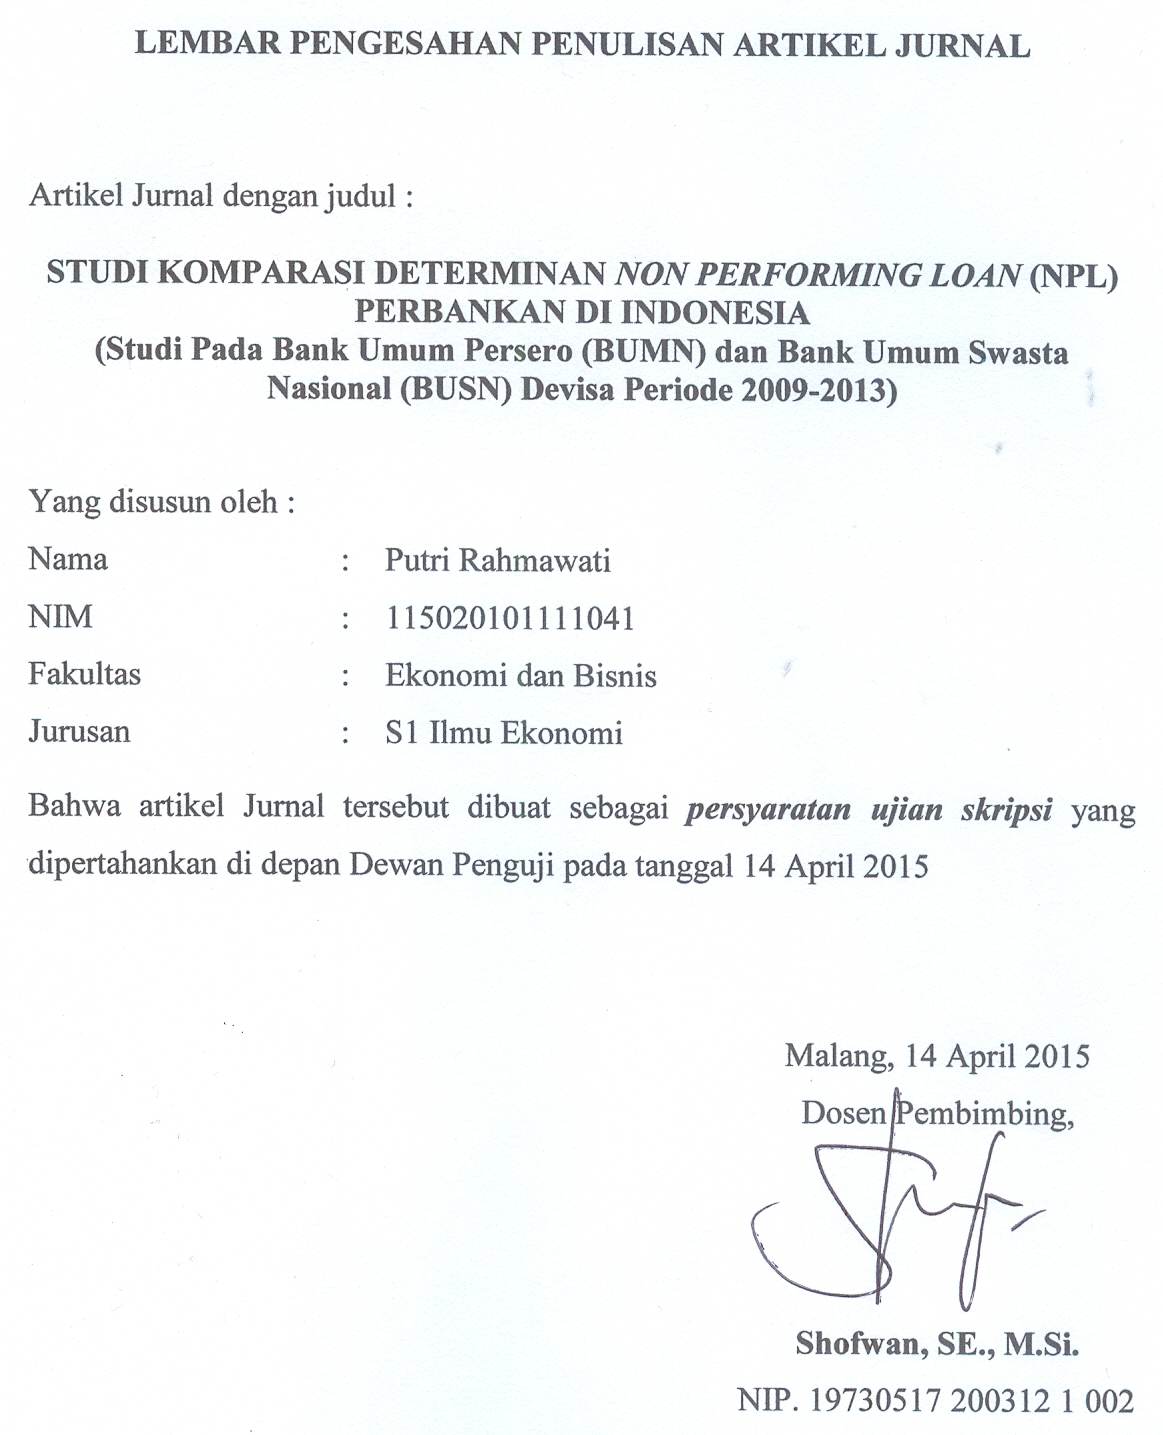 LEMBAR PENGESAHAN PENULISAN ARTIKEL JURNAL
Artikel Jurnal dengan judul :
STUDI KOMPARASI DETERMINAN NON PERFORMING LOAN (NPL)
PERBANKAN DI INDONESIA
(Studi Pada Bank Umum Persero (BUMN) dan Bank Umum Swasta
Nasional (BUSN) Devisa Periode 2009-2013)
Yang disusun oleh :
Nama : Putri Rahmawati
NIM : 115020101111041
Fakultas : Ekonomi dan Bisnis
Jurusan : S1 Ilmu Ekonomi
Bahwa artikel Jurnal tersebut dibuat sebagai persyaratan ujian skripsi yang
dipertahankan di depan Dewan Penguji pada tanggal 14 April 2015
Malang, 14 April 2015
Dosen Pembimbing,
Shofwan, SE., M.Si.
NIP. 19730517 200312 1 002